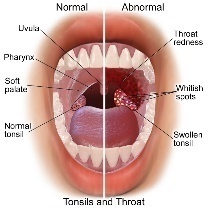 Normal
Abnormal
Uvula
Pharynx
Soft
palate
Normal
tonsil
Throat
redness
Whitish
spots
Swollen
tonsil
Tonsils and Throat